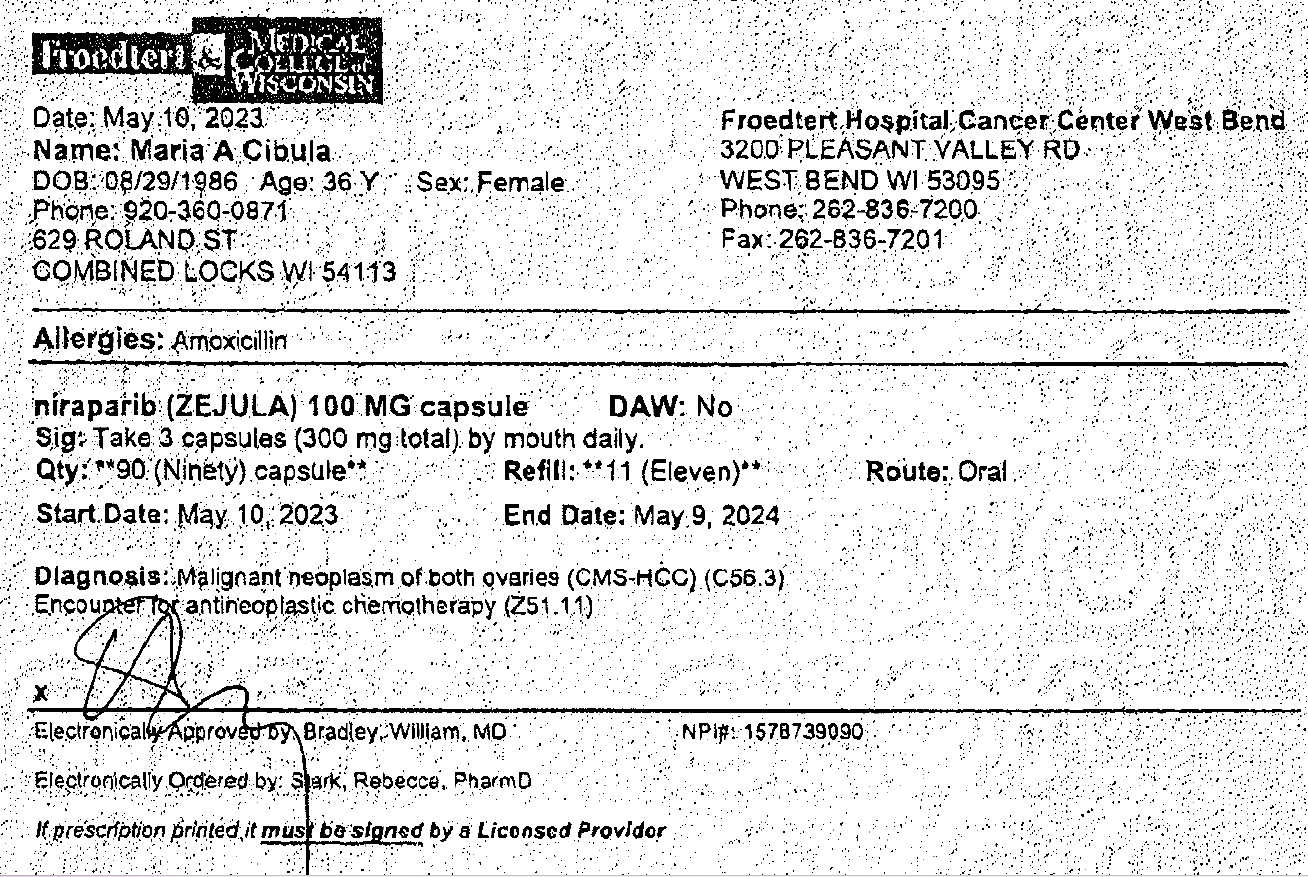 Froedtert & MEDICAL COLLEGE of WISCONSIN
Date: May 10, 2023
Name: Maria A Cibula
DOB: 08/29/1986 Age: 36 Y Sex: Female
Phone: 920-360-0871
629 ROLAND ST
COMBINED LOCKS WI 54113
Froedtert Hospital Cancer Center West Bend
3200 PLEASANT VALLEY RD
WEST BEND WI 53095
Phone: 262-836-7200
Fax: 262-836-7201
Allergies: Amoxicillin
niraparib (ZEJULA) 100 MG capsule DAW: No
Sig: Take 3 capsules (300 mg total) by mouth daily.
Qty: **90 (Ninety) capsule** Refill: **11 (Eleven)** Route: Oral
Start Date: May 10, 2023 End Date: May 9, 2024
Diagnosis: Malignant neoplasm of both ovaries (CMS-HCC) (C56.3)
Encounter for antineoplastic chemotherapy (Z51.11)
X
Electronically Approved by: Bradley, William, MD NPI#: 1578739090
Electronically Ordered by: Stark, Rebecca, PharmD
If prescription printed it must be signed by a Licensed Provider